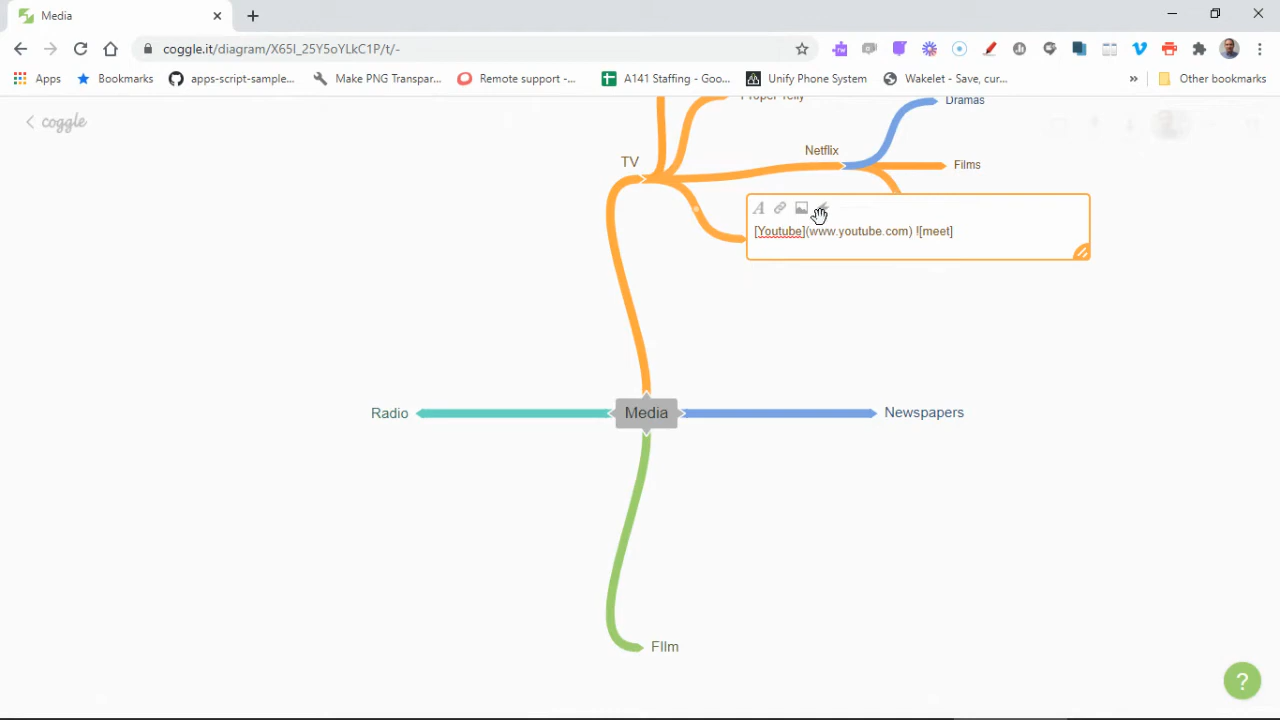 Media
coggle.it/diagram/X65l_25Y5oYLkC1P/t/-
Apps
Bookmarks
apps-script-sample...
Make PNG Transpar...
Remote support -...
A141 Staffing - Goo...
Unify Phone System
Wakelet - Save, cur...
»
Other bookmarks
coggle
Proper Telly
Dramas
TV
Netflix
Films
[Youtube](www.youtube.com) ![meet]
Radio
Media
Newspapers
FIlm
?